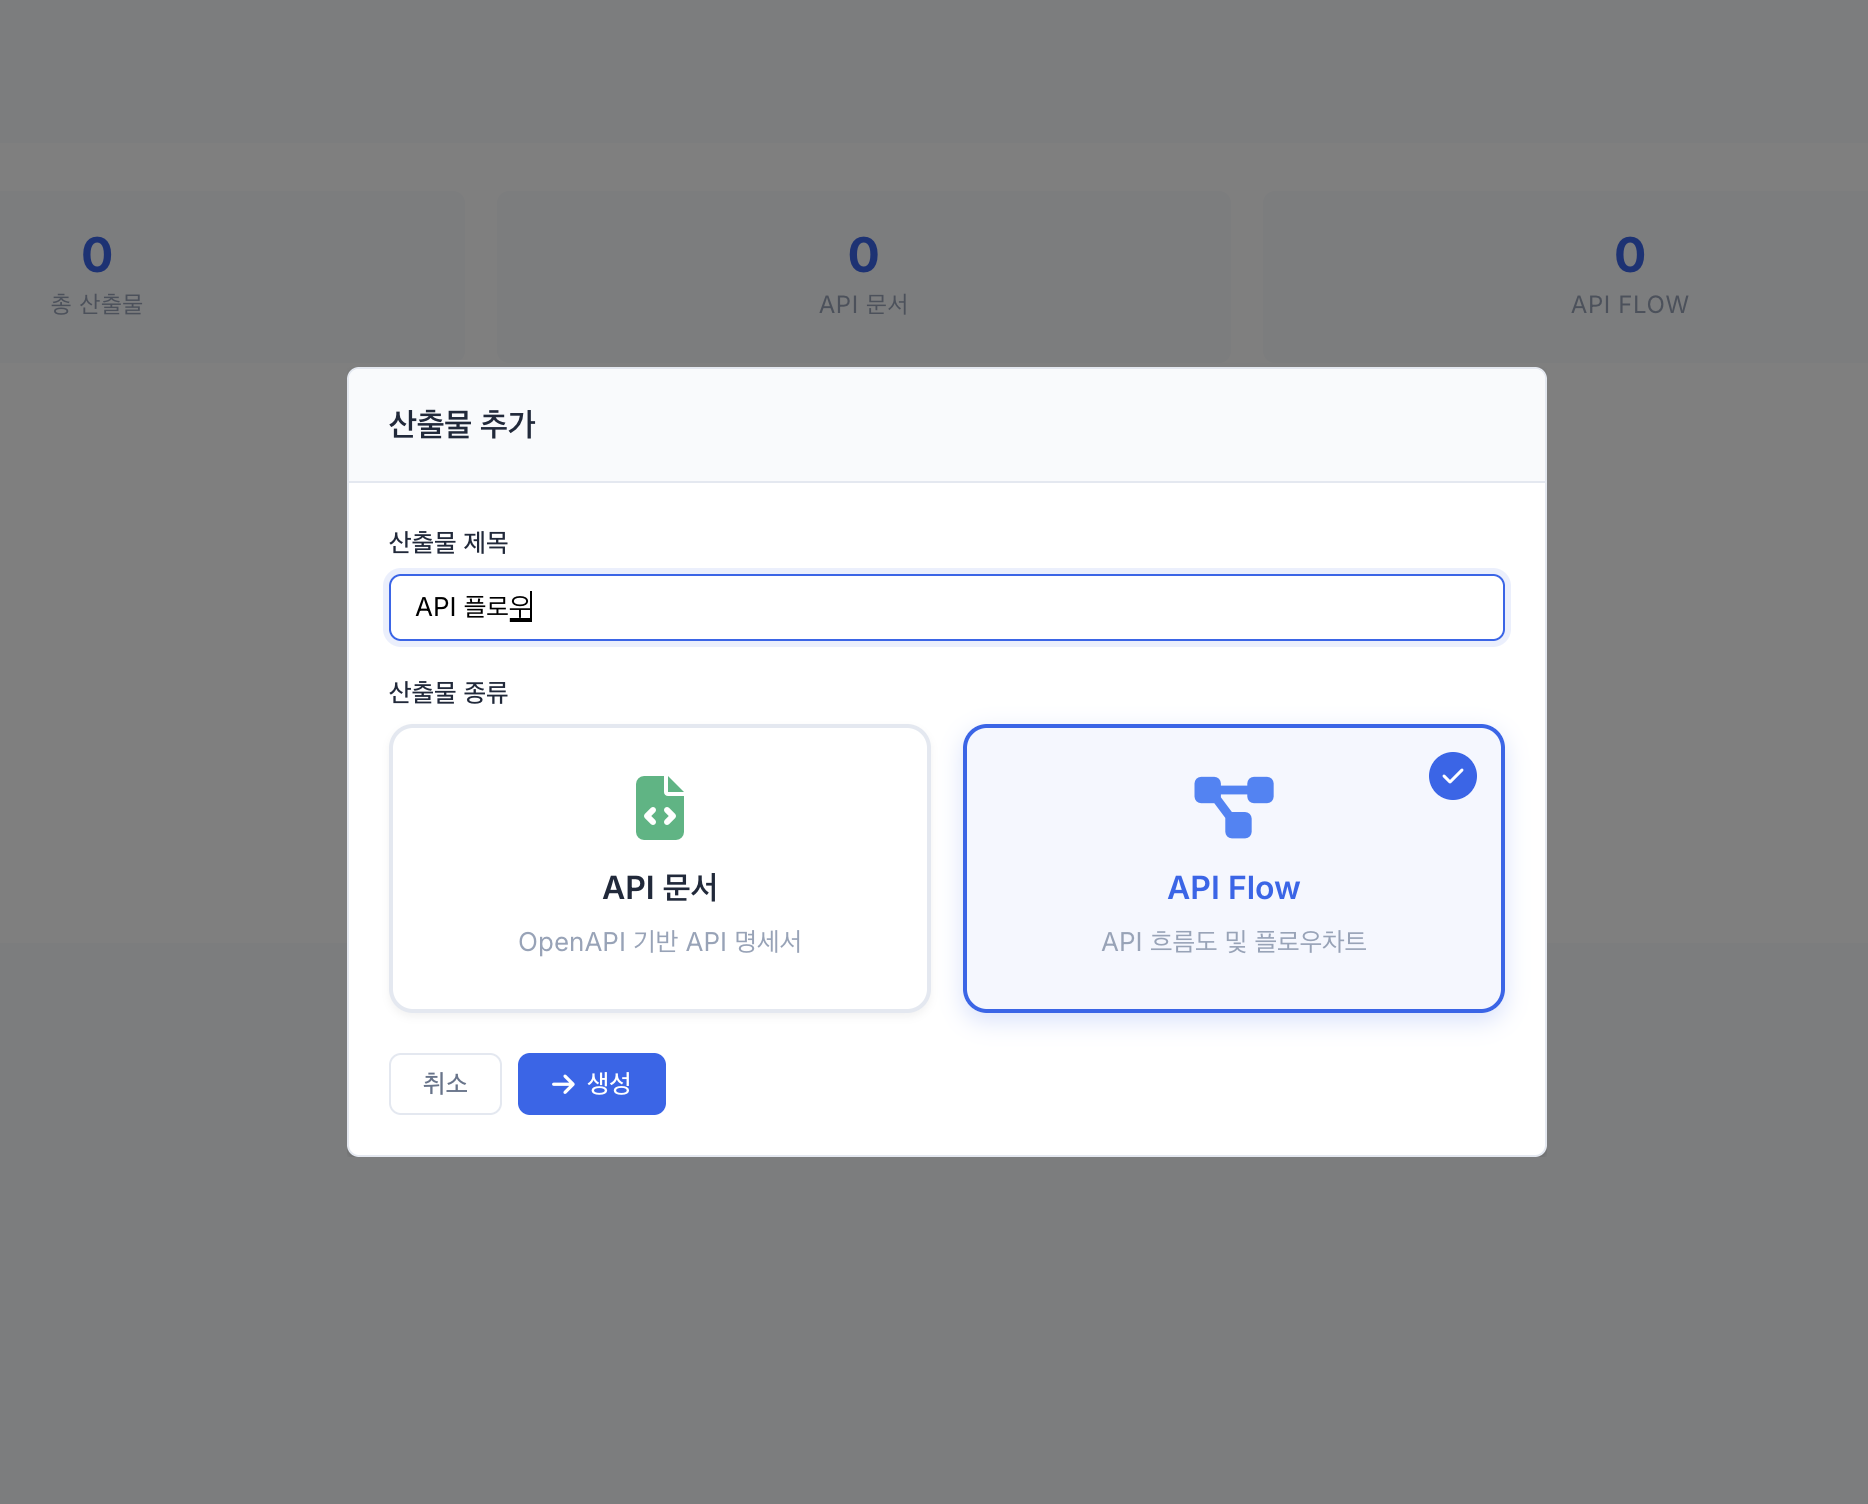 0
총 산출물
0
API 문서
0
API FLOW
산출물 추가
산출물 제목
API 플로우
산출물 종류
API 문서
OpenAPI 기반 API 명세서
API Flow
API 흐름도 및 플로우차트
취소
생성